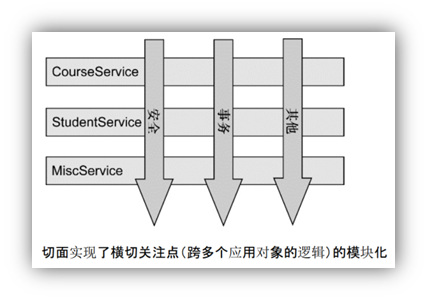 CourseService
StudentService
MiscService
安全
事务
其他
切面实现了横切关注点(跨多个应用对象的逻辑)的模块化